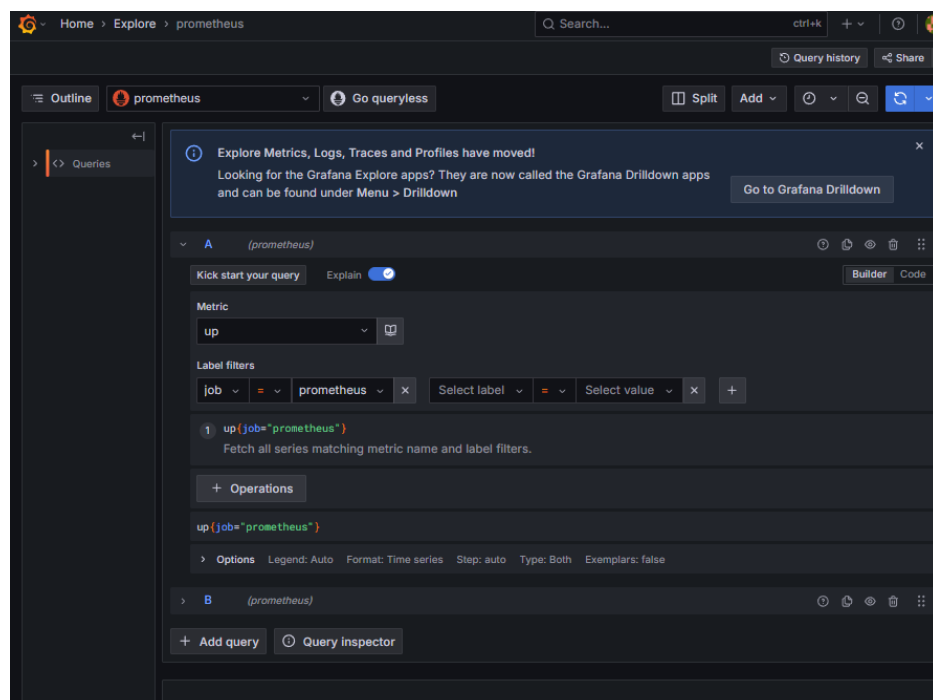 Home › Explore › prometheus
Search... ctrl+k
Query history Share
Outline prometheus Go queryless Split Add
Queries
Explore Metrics, Logs, Traces and Profiles have moved!
Looking for the Grafana Explore apps? They are now called the Grafana Drilldown apps
and can be found under Menu > Drilldown
Go to Grafana Drilldown
A (prometheus)
Kick start your query Explain Builder Code
Metric
up
Label filters
job = prometheus Select label = Select value
1 up{job="prometheus"}
Fetch all series matching metric name and label filters.
+ Operations
up{job="prometheus"}
Options Legend: Auto Format: Time series Step: auto Type: Both Exemplars: false
B (prometheus)
+ Add query Query inspector